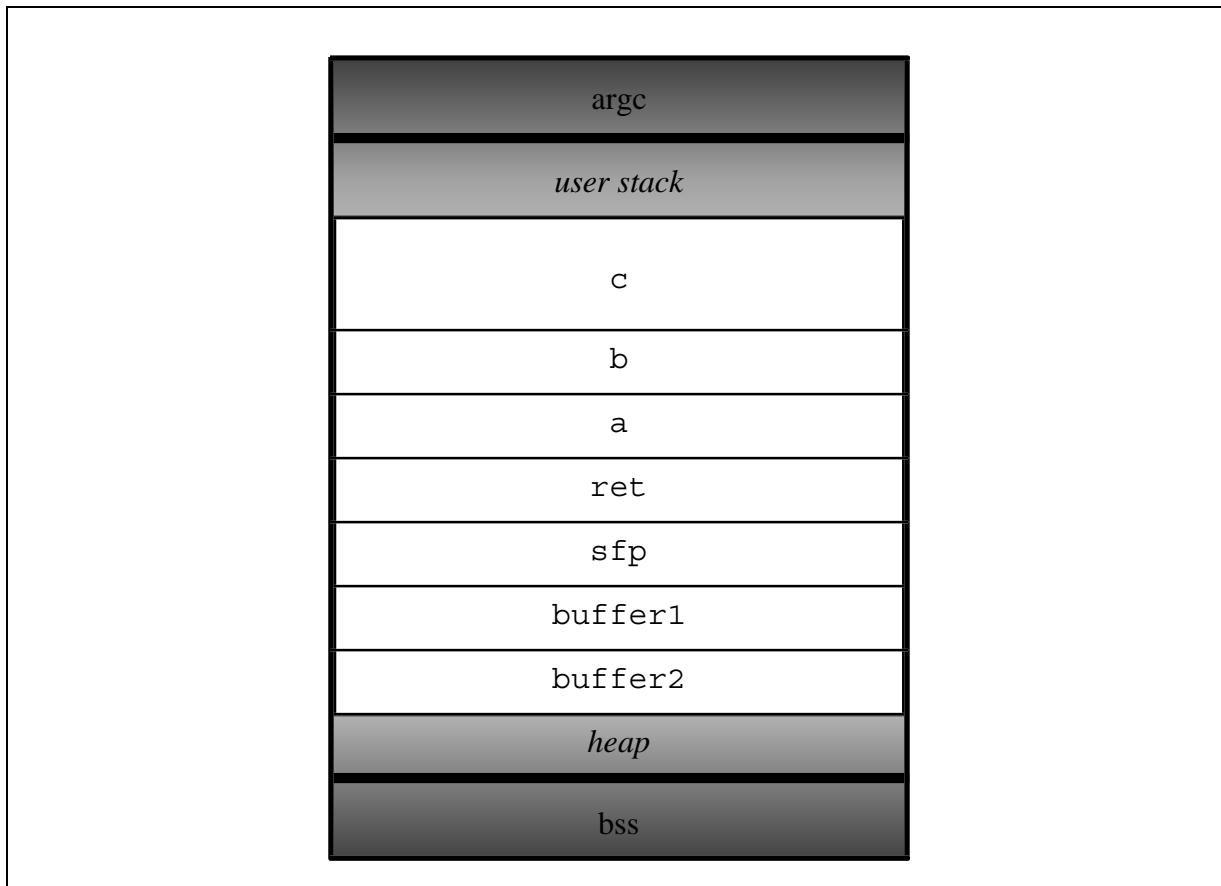 argc
user stack
c
b
a
ret
sfp
buffer1
buffer2
heap
bss